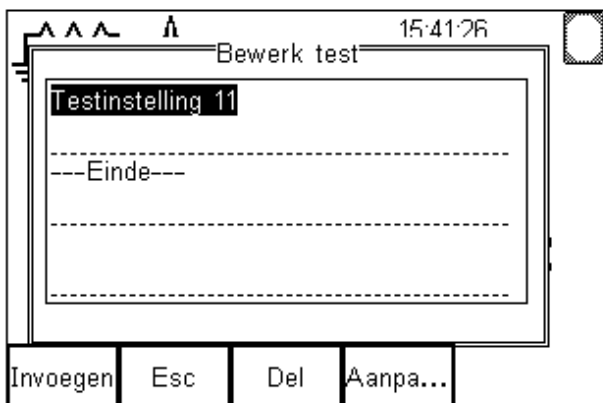 15:41:26
Bewerk test
Testinstelling 11
---Einde---
Invoegen Esc Del Aanpa...